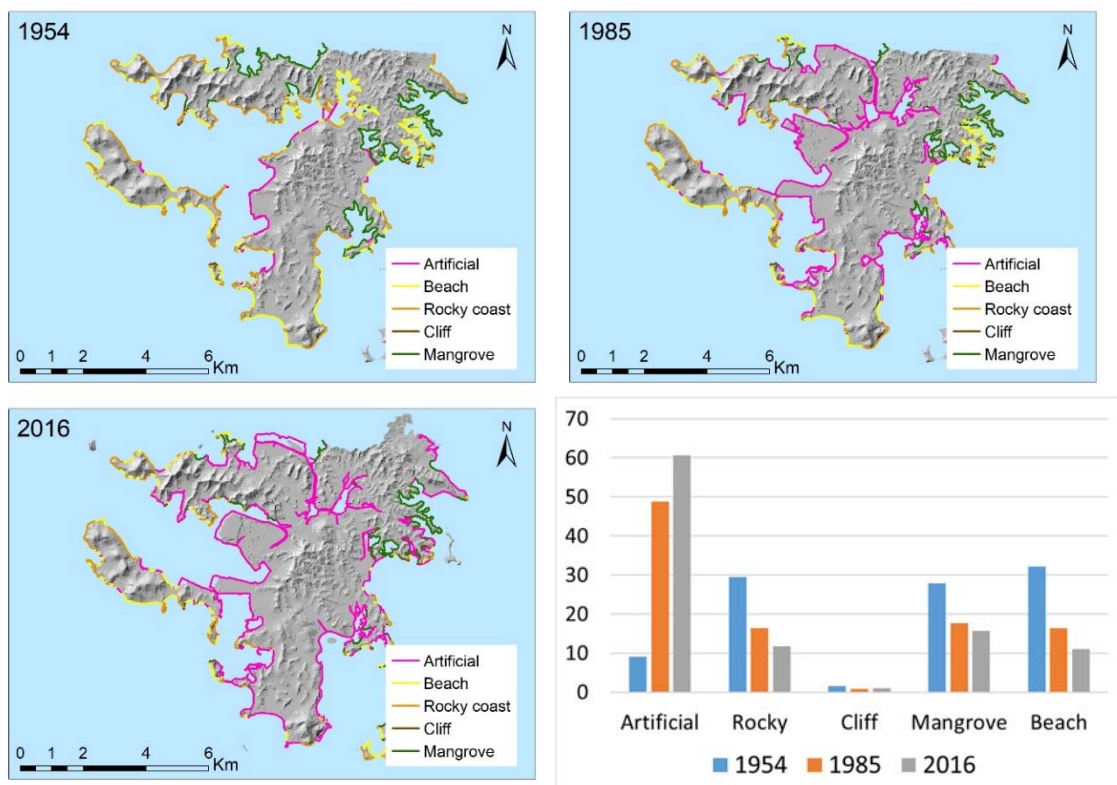 1954
N
Artificial
Beach
Rocky coast
Cliff
Mangrove
0 1 2 4 6
Km
1985
N
Artificial
Beach
Rocky coast
Cliff
Mangrove
0 1 2 4 6
Km
2016
N
Artificial
Beach
Rocky coast
Cliff
Mangrove
0 1 2 4 6
Km
70
60
50
40
30
20
10
0
Artificial Rocky Cliff Mangrove Beach
1954 1985 2016